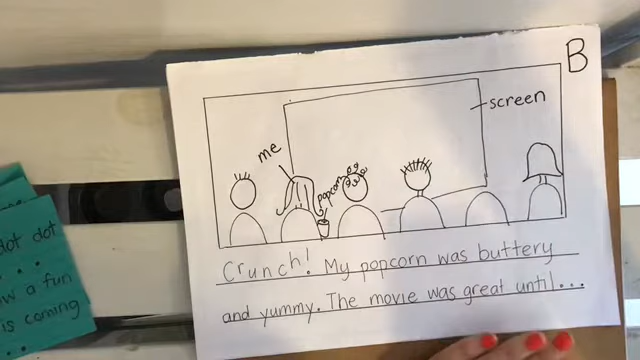 B
screen
me
popcorn
Crunch! My popcorn was buttery
and yummy. The movie was great until...
dot dot
...
w a fun
is coming
...